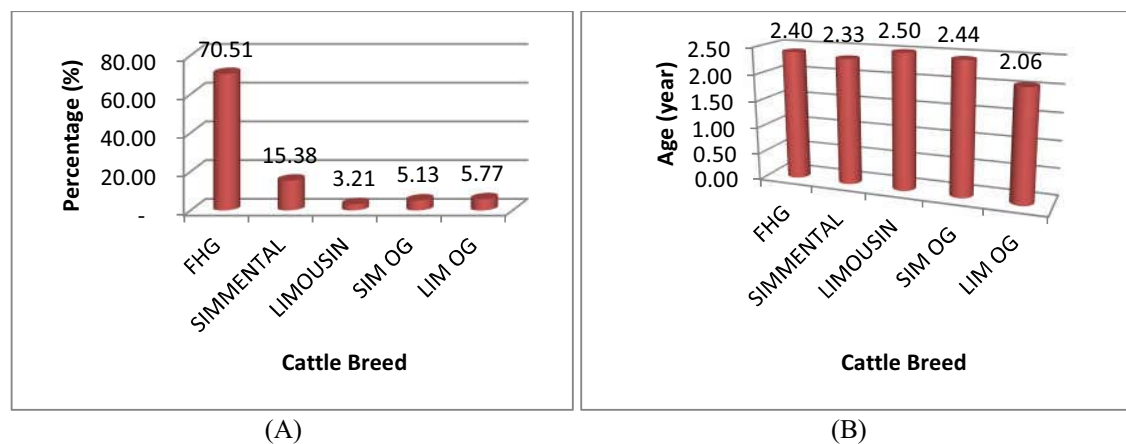 70.51
80.00
60.00
40.00
20.00
-
15.38
3.21
5.13
5.77
Percentage (%)
FHG
SIMMENTAL
LIMOUSIN
SIM OG
LIM OG
Cattle Breed
(A)
2.40
2.33
2.50
2.44
2.06
2.50
2.00
1.50
1.00
0.50
0.00
Age (year)
FHG
SIMMENTAL
LIMOUSIN
SIM OG
LIM OG
Cattle Breed
(B)